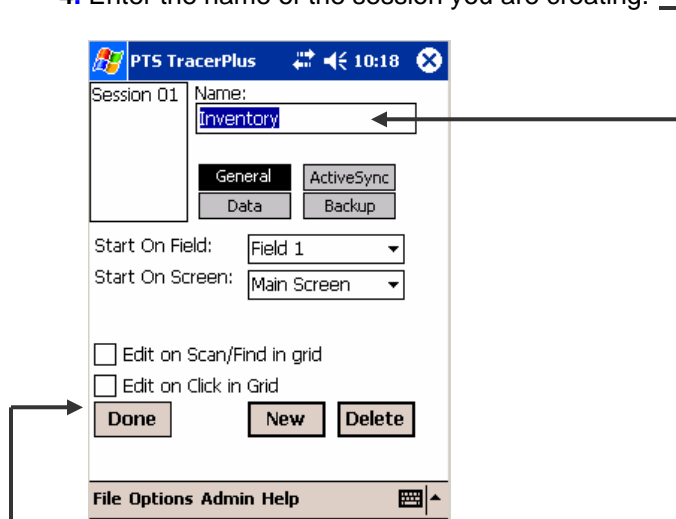 4. Enter the name of the session you are creating.
PTS TracerPlus 10:18
Session 01 Name:
Inventory
General ActiveSync
Data Backup
Start On Field: Field 1
Start On Screen: Main Screen
Edit on Scan/Find in grid
Edit on Click in Grid
Done New Delete
File Options Admin Help